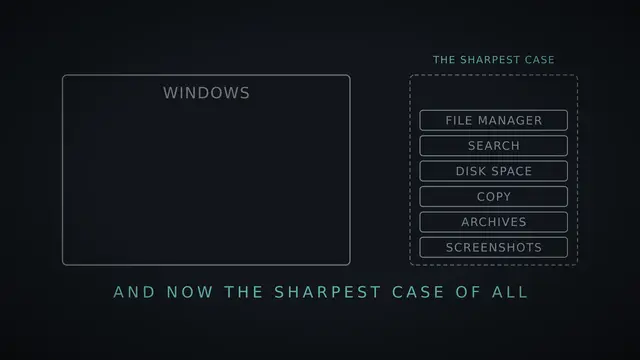 THE SHARPEST CASE
WINDOWS
FILE MANAGER
SEARCH
DISK SPACE
COPY
ARCHIVES
SCREENSHOTS
AND NOW THE SHARPEST CASE OF ALL